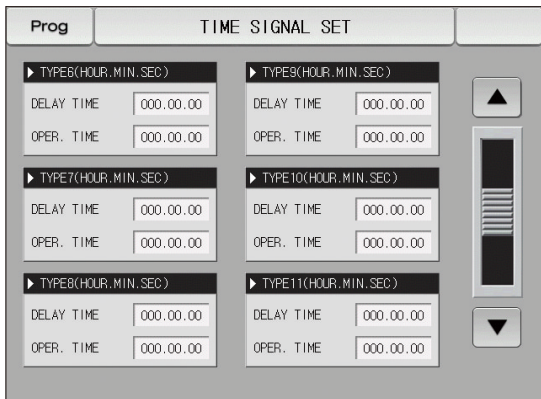 Prog
TIME SIGNAL SET
TYPE6(HOUR.MIN.SEC)
DELAY TIME 000.00.00
OPER. TIME 000.00.00
TYPE7(HOUR.MIN.SEC)
DELAY TIME 000.00.00
OPER. TIME 000.00.00
TYPE8(HOUR.MIN.SEC)
DELAY TIME 000.00.00
OPER. TIME 000.00.00
TYPE9(HOUR.MIN.SEC)
DELAY TIME 000.00.00
OPER. TIME 000.00.00
TYPE10(HOUR.MIN.SEC)
DELAY TIME 000.00.00
OPER. TIME 000.00.00
TYPE11(HOUR.MIN.SEC)
DELAY TIME 000.00.00
OPER. TIME 000.00.00